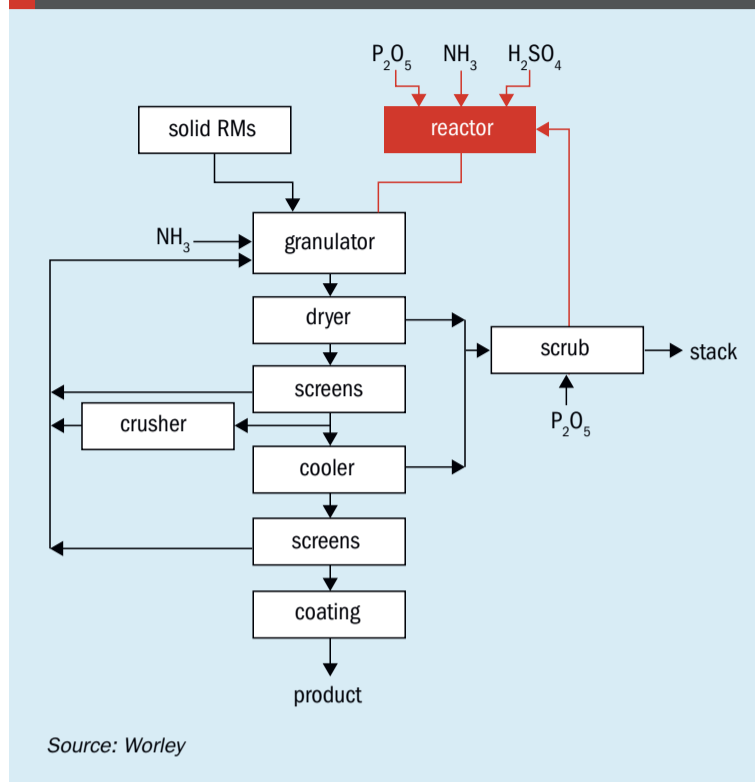 P₂O₅ NH₃ H₂SO₄
solid RMs
reactor
NH₃
granulator
dryer
scrub
stack
screens
crusher
P₂O₅
cooler
screens
coating
product
Source: Worley